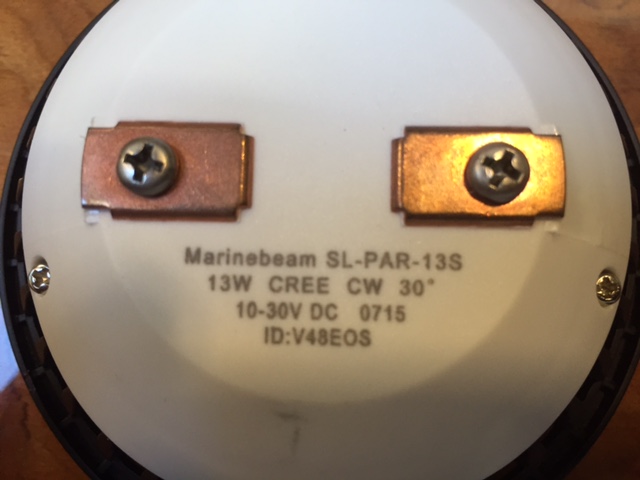 Marinebeam SL-PAR-13S
13W CREE CW 30°
10-30V DC 0715
ID:V48EOS